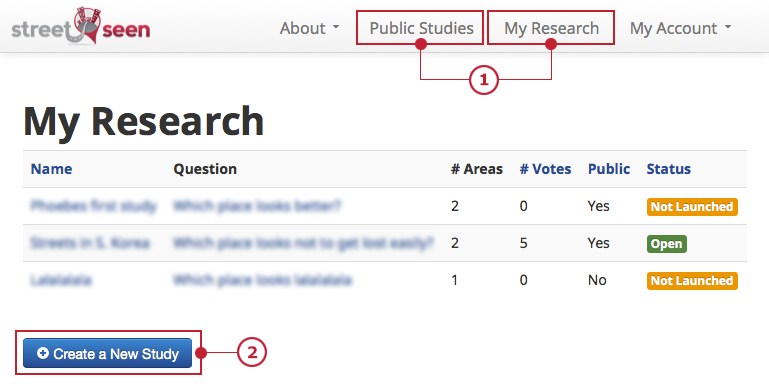 street seen
About
Public Studies
My Research
My Account
1
My Research
Name Question # Areas # Votes Public Status
Phoebes first study Which place looks better? 2 0 Yes Not Launched
Streets in S. Korea Which place looks not to get lost easily? 2 5 Yes Open
Which place looks 1 0 No Not Launched
Create a New Study
2